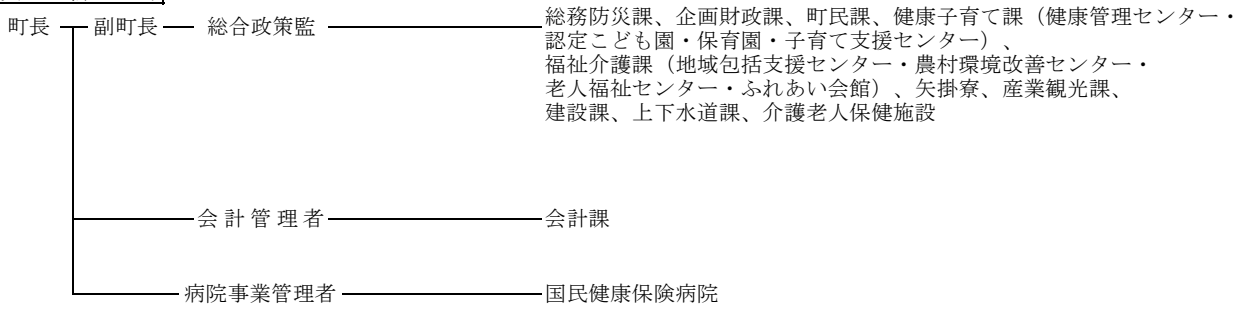 町長 副町長 総合政策監 総務防災課、企画財政課、町民課、健康子育て課（健康管理センター・
認定こども園・保育園・子育て支援センター）、
福祉介護課（地域包括支援センター・農村環境改善センター・
老人福祉センター・ふれあい会館）、矢掛寮、産業観光課、
建設課、上下水道課、介護老人保健施設
会計管理者 会計課
病院事業管理者 国民健康保険病院